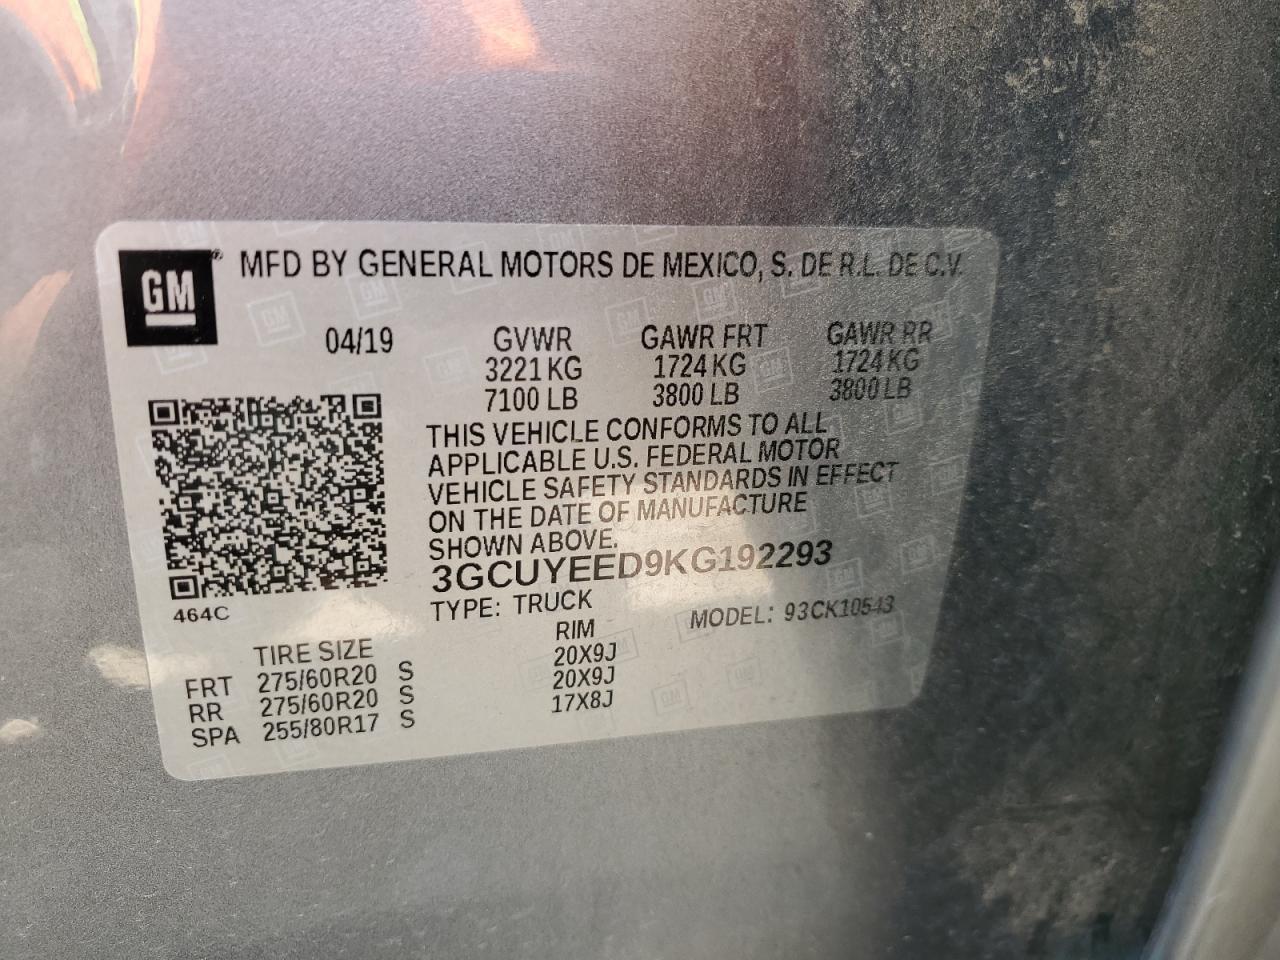 GM® MFD BY GENERAL MOTORS DE MEXICO, S. DE R.L. DE C.V.
04/19 GVWR GAWR FRT GAWR RR
3221 KG 1724 KG 1724 KG
7100 LB 3800 LB 3800 LB
THIS VEHICLE CONFORMS TO ALL
APPLICABLE U.S. FEDERAL MOTOR
VEHICLE SAFETY STANDARDS IN EFFECT
ON THE DATE OF MANUFACTURE
SHOWN ABOVE.
3GCUYEED9KG192293
464C TYPE: TRUCK MODEL: 93CK10543
TIRE SIZE RIM
FRT 275/60R20 S 20X9J
RR 275/60R20 S 20X9J
SPA 255/80R17 S 17X8J